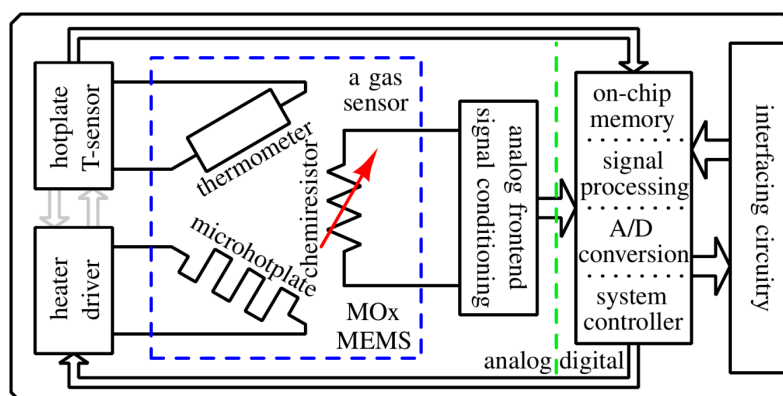 hotplate
T-sensor
thermometer
a gas
sensor
chemiresistor
microhotplate
MOx
MEMS
heater
driver
analog frontend
signal conditioning
analog digital
on-chip
memory
signal
processing
A/D
conversion
system
controller
interfacing circuitry